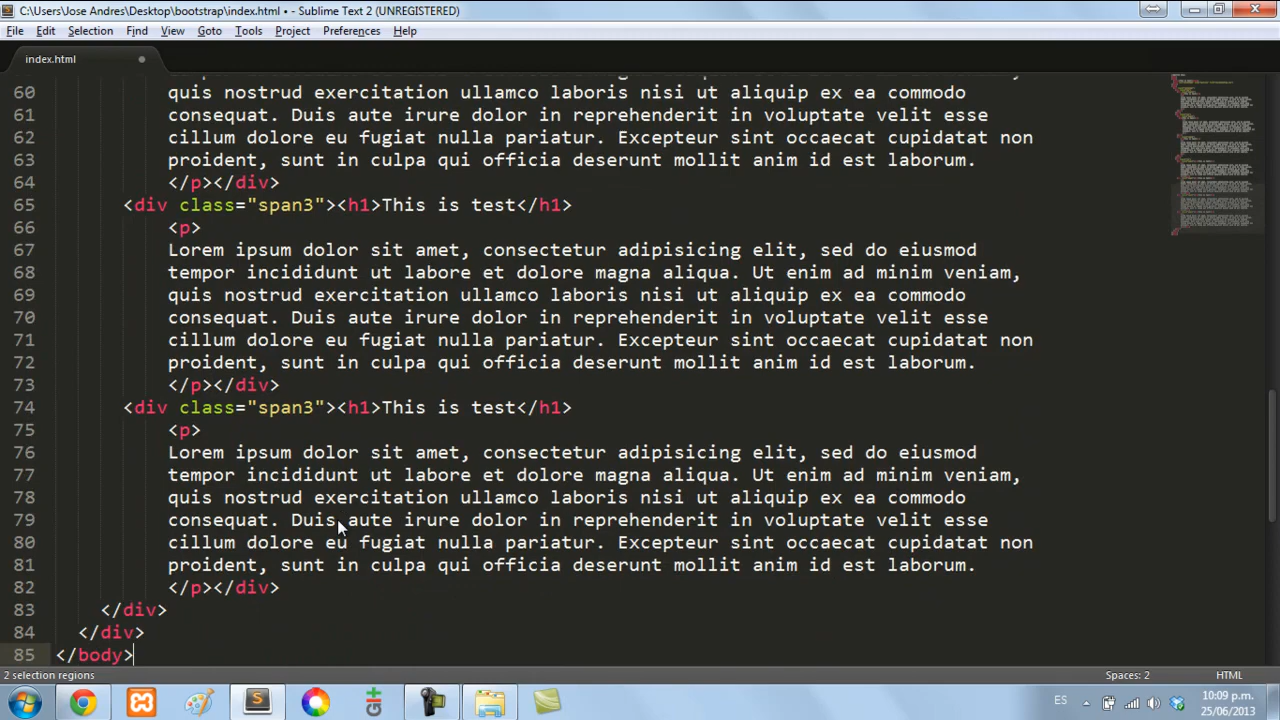 C:\Users\Jose Andres\Desktop\bootstrap\index.html • - Sublime Text 2 (UNREGISTERED)
File Edit Selection Find View Goto Tools Project Preferences Help
index.html
60 quis nostrud exercitation ullamco laboris nisi ut aliquip ex ea commodo
61 consequat. Duis aute irure dolor in reprehenderit in voluptate velit esse
62 cillum dolore eu fugiat nulla pariatur. Excepteur sint occaecat cupidatat non
63 proident, sunt in culpa qui officia deserunt mollit anim id est laborum.
64 </p></div>
65 <div class="span3"><h1>This is test</h1>
66 <p>
67 Lorem ipsum dolor sit amet, consectetur adipisicing elit, sed do eiusmod
68 tempor incididunt ut labore et dolore magna aliqua. Ut enim ad minim veniam,
69 quis nostrud exercitation ullamco laboris nisi ut aliquip ex ea commodo
70 consequat. Duis aute irure dolor in reprehenderit in voluptate velit esse
71 cillum dolore eu fugiat nulla pariatur. Excepteur sint occaecat cupidatat non
72 proident, sunt in culpa qui officia deserunt mollit anim id est laborum.
73 </p></div>
74 <div class="span3"><h1>This is test</h1>
75 <p>
76 Lorem ipsum dolor sit amet, consectetur adipisicing elit, sed do eiusmod
77 tempor incididunt ut labore et dolore magna aliqua. Ut enim ad minim veniam,
78 quis nostrud exercitation ullamco laboris nisi ut aliquip ex ea commodo
79 consequat. Duis aute irure dolor in reprehenderit in voluptate velit esse
80 cillum dolore eu fugiat nulla pariatur. Excepteur sint occaecat cupidatat non
81 proident, sunt in culpa qui officia deserunt mollit anim id est laborum.
82 </p></div>
83 </div>
84 </div>
85 </body>
2 selection regions Spaces: 2 HTML
ES 10:09 p.m.
25/06/2013